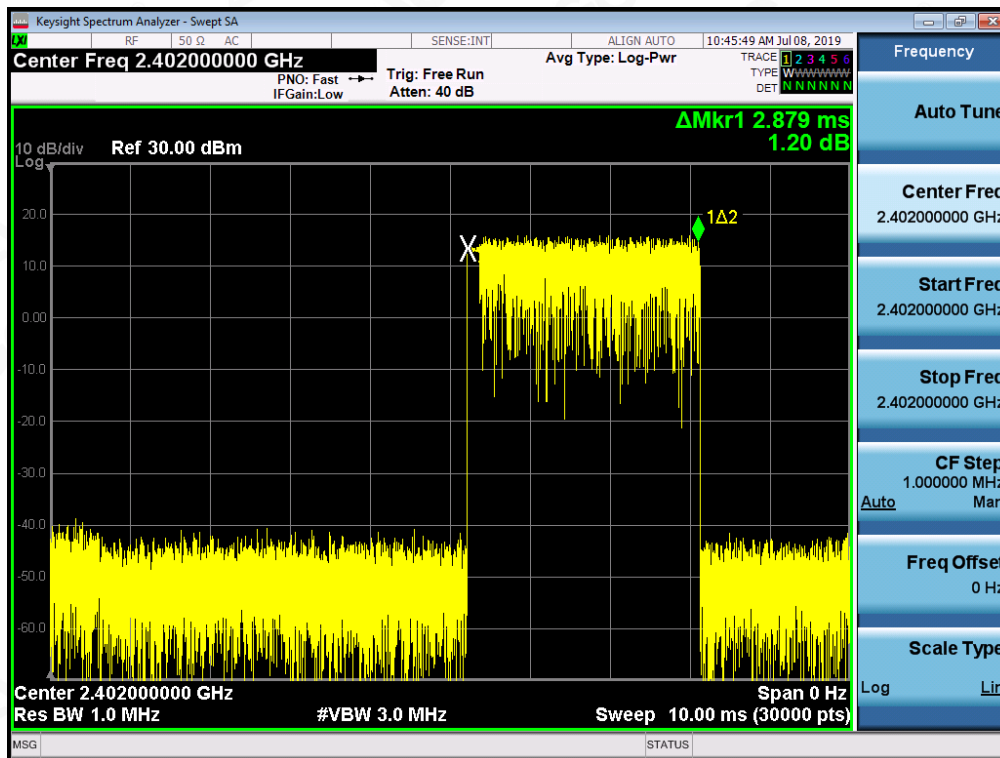 Keysight Spectrum Analyzer - Swept SA
LXI RF 50 Ω AC SENSE:INT ALIGN AUTO 10:45:49 AM Jul 08, 2019
Center Freq 2.402000000 GHz
PNO: Fast
IFGain:Low
Trig: Free Run
Atten: 40 dB
Avg Type: Log-Pwr
TRACE 1 2 3 4 5 6
TYPE WWWWWW
DET N N N N N N
ΔMkr1 2.879 ms
1.20 dB
10 dB/div Ref 30.00 dBm
Log
1Δ2
20.0
10.0
0.00
-10.0
-20.0
-30.0
-40.0
-50.0
-60.0
Center 2.402000000 GHz Span 0 Hz
Res BW 1.0 MHz #VBW 3.0 MHz Sweep 10.00 ms (30000 pts)
MSG STATUS
Frequency
Auto Tune
Center Freq
2.402000000 GHz
Start Freq
2.402000000 GHz
Stop Freq
2.402000000 GHz
CF Step
1.000000 MHz
Auto Man
Freq Offset
0 Hz
Scale Type
Log Lin